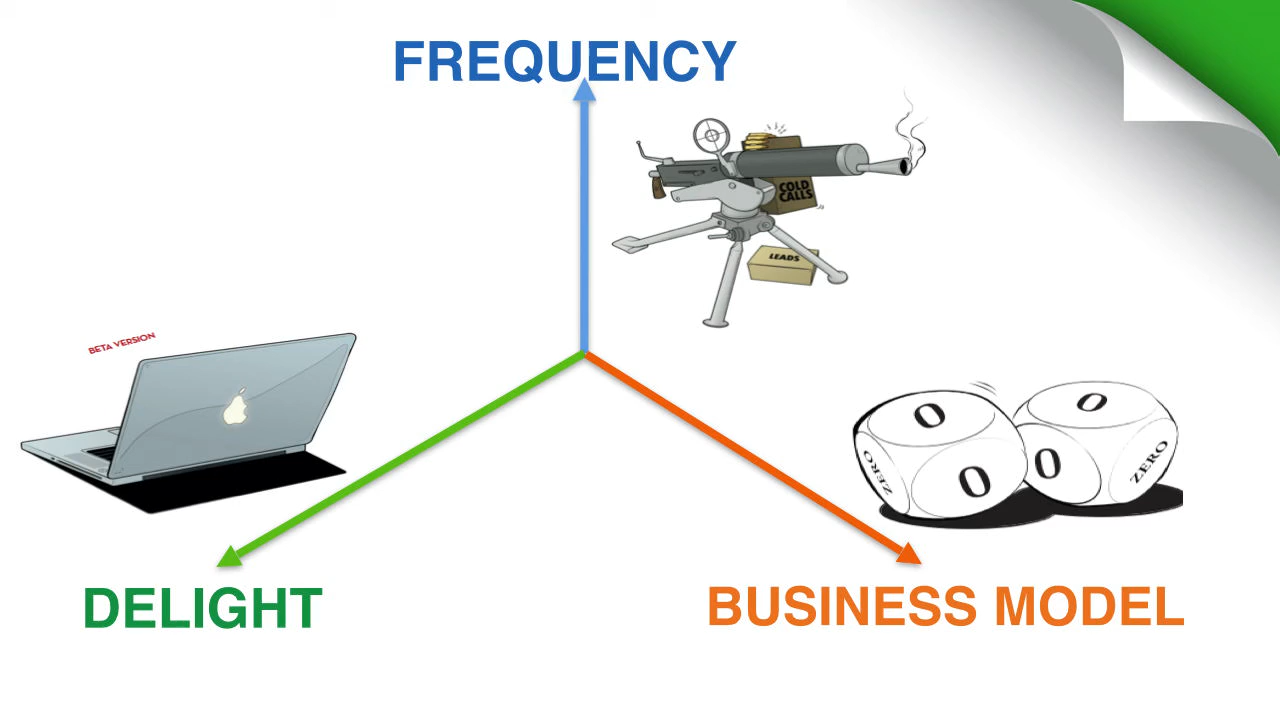 FREQUENCY
COLD
CALLS
LEADS
BETA VERSION
0
0
ZERO
0
0
ZERO
DELIGHT
BUSINESS MODEL